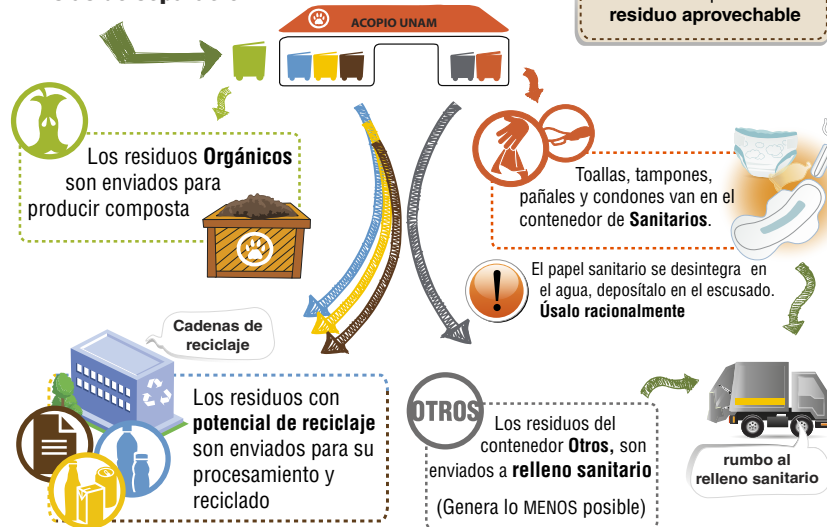 residuo aprovechable
ACOPIO UNAM
Los residuos Orgánicos
son enviados para
producir composta
Toallas, tampones,
pañales y condones van en el
contenedor de Sanitarios.
El papel sanitario se desintegra en
el agua, deposítalo en el escusado.
Úsalo racionalmente
Cadenas de
reciclaje
Los residuos con
potencial de reciclaje
son enviados para su
procesamiento y
reciclado
OTROS
Los residuos del
contenedor Otros, son
enviados a relleno sanitario
(Genera lo MENOS posible)
rumbo al
relleno sanitario